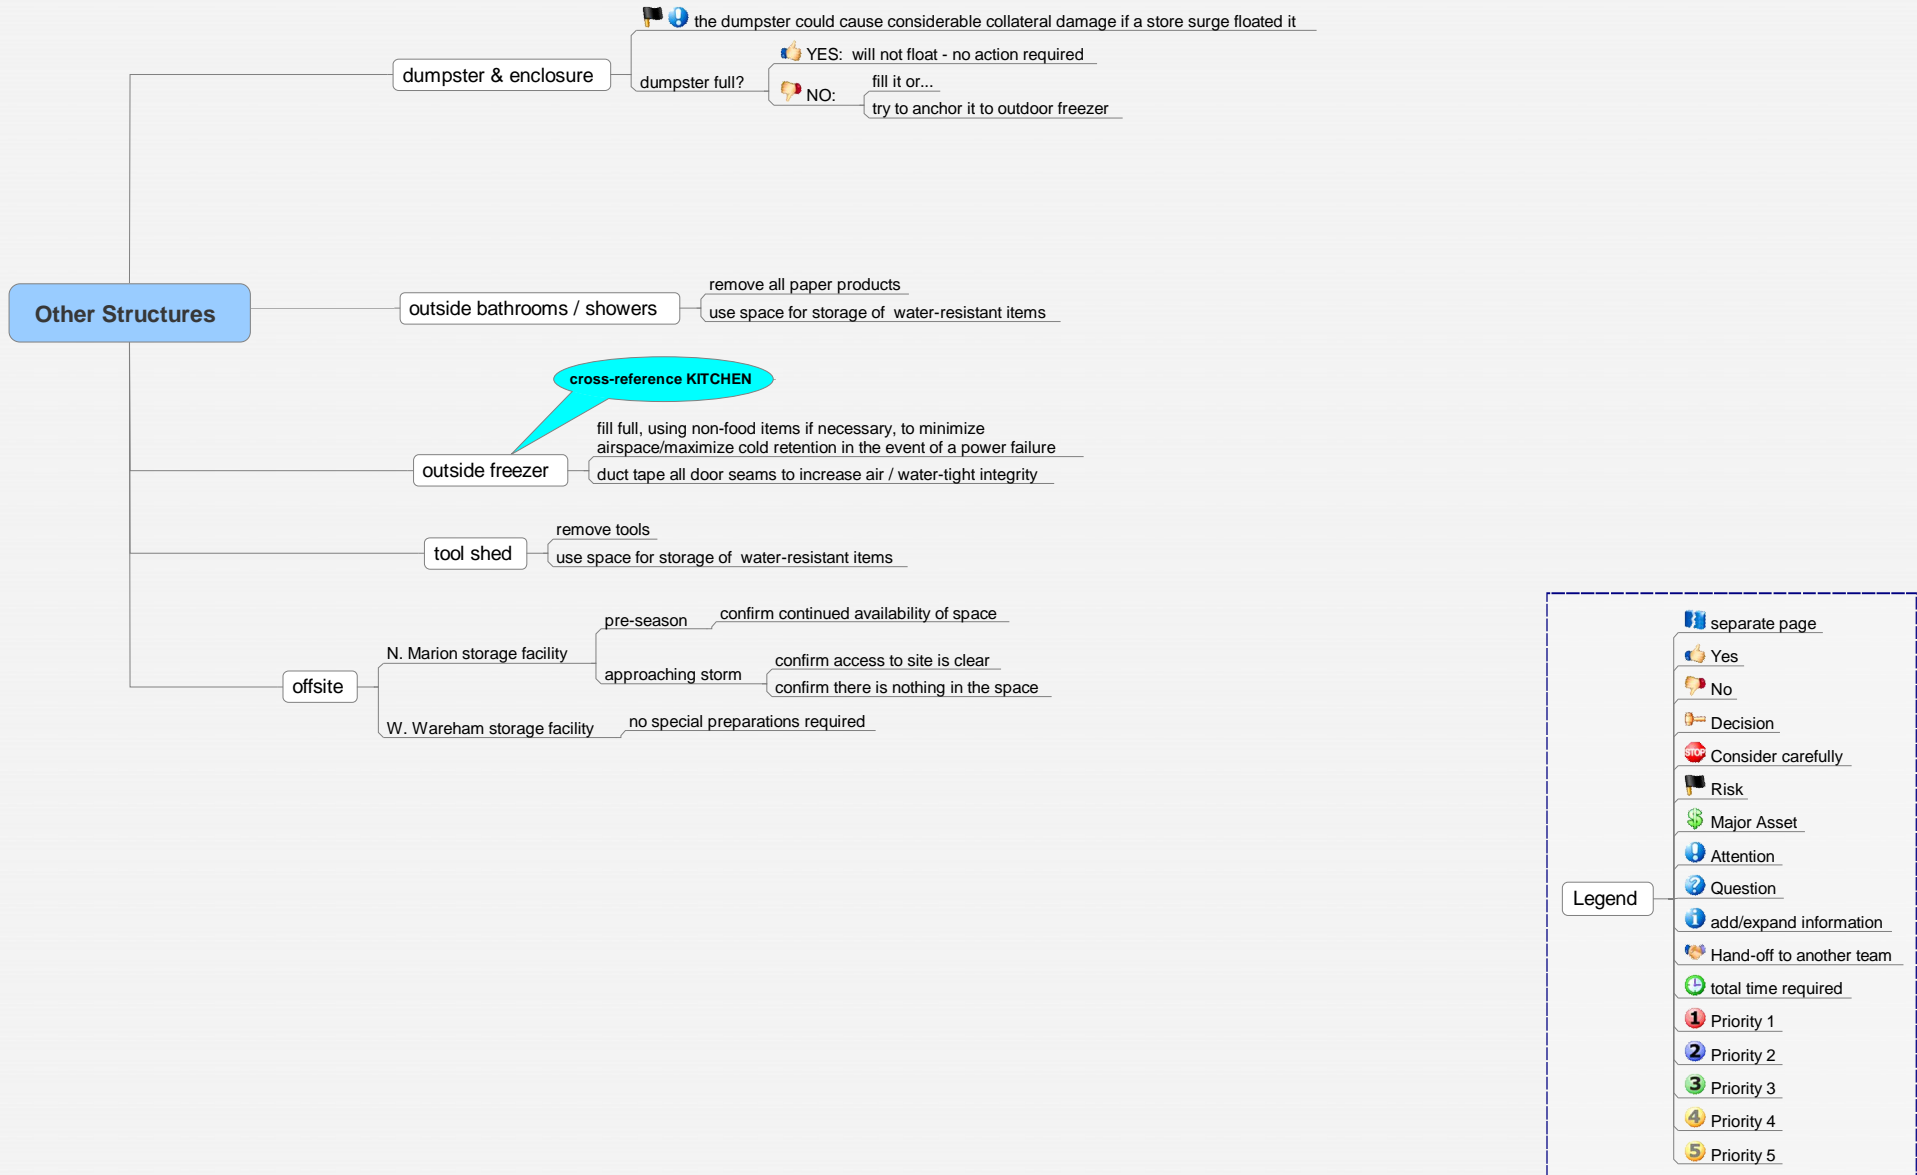 the dumpster could cause considerable collateral damage if a store surge floated it
dumpster & enclosure
dumpster full?
YES: will not float - no action required
NO:
fill it or...
try to anchor it to outdoor freezer
Other Structures
outside bathrooms / showers
remove all paper products
use space for storage of water-resistant items
cross-reference KITCHEN
outside freezer
fill full, using non-food items if necessary, to minimize
airspace/maximize cold retention in the event of a power failure
duct tape all door seams to increase air / water-tight integrity
tool shed
remove tools
use space for storage of water-resistant items
offsite
N. Marion storage facility
pre-season
confirm continued availability of space
approaching storm
confirm access to site is clear
confirm there is nothing in the space
W. Wareham storage facility
no special preparations required
Legend
separate page
Yes
No
Decision
STOP
Consider carefully
Risk
$
Major Asset
!
Attention
?
Question
i
add/expand information
Hand-off to another team
total time required
1
Priority 1
2
Priority 2
3
Priority 3
4
Priority 4
5
Priority 5